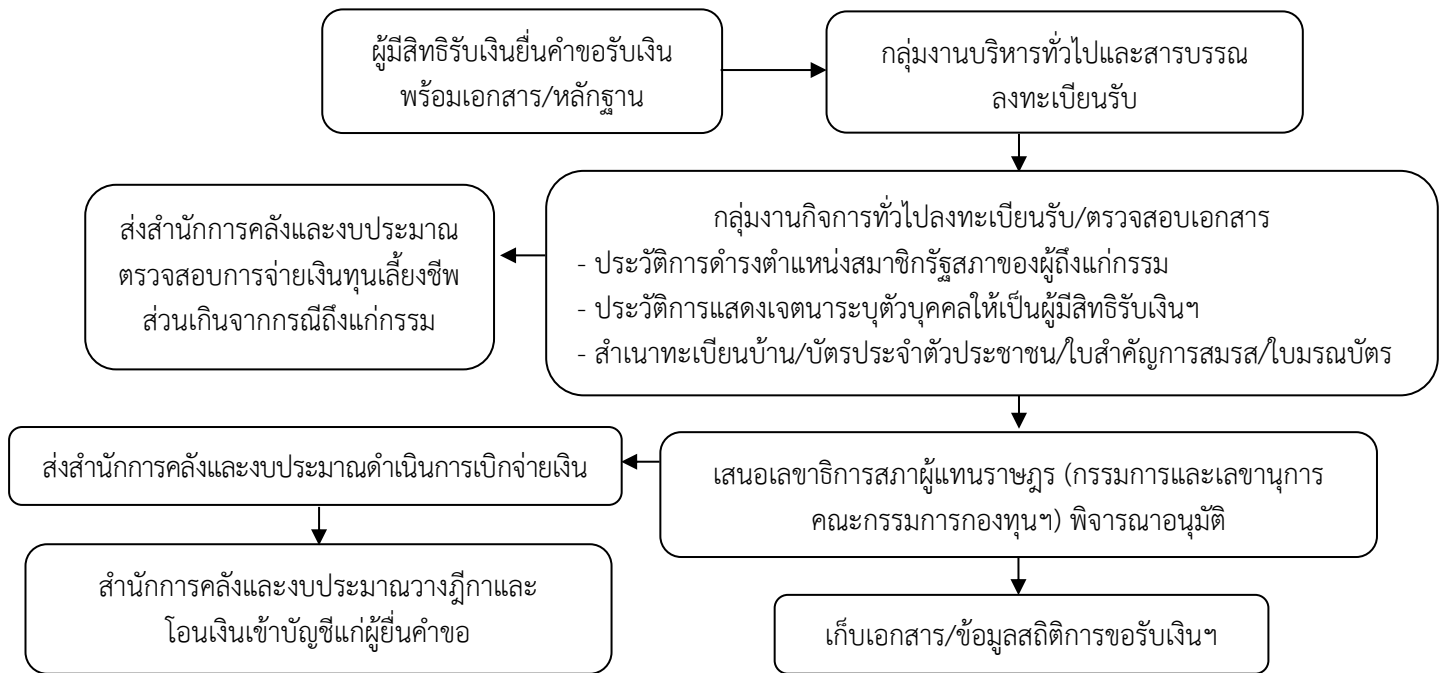 ผู้มีสิทธิรับเงินยื่นคำขอรับเงิน
พร้อมเอกสาร/หลักฐาน
กลุ่มงานบริหารทั่วไปและสารบรรณ
ลงทะเบียนรับ
กลุ่มงานกิจการทั่วไปลงทะเบียนรับ/ตรวจสอบเอกสาร
- ประวัติการดำรงตำแหน่งสมาชิกรัฐสภาของผู้ถึงแก่กรรม
- ประวัติการแสดงเจตนาระบุตัวบุคคลให้เป็นผู้มีสิทธิรับเงินฯ
- สำเนาทะเบียนบ้าน/บัตรประจำตัวประชาชน/ใบสำคัญการสมรส/ใบมรณบัตร
ส่งสำนักการคลังและงบประมาณ
ตรวจสอบการจ่ายเงินทุนเลี้ยงชีพ
ส่วนเกินจากกรณีถึงแก่กรรม
เสนอเลขาธิการสภาผู้แทนราษฎร (กรรมการและเลขานุการ
คณะกรรมการกองทุนฯ) พิจารณาอนุมัติ
ส่งสำนักการคลังและงบประมาณดำเนินการเบิกจ่ายเงิน
สำนักการคลังและงบประมาณวางฎีกาและ
โอนเงินเข้าบัญชีแก่ผู้ยื่นคำขอ
เก็บเอกสาร/ข้อมูลสถิติการขอรับเงินฯ